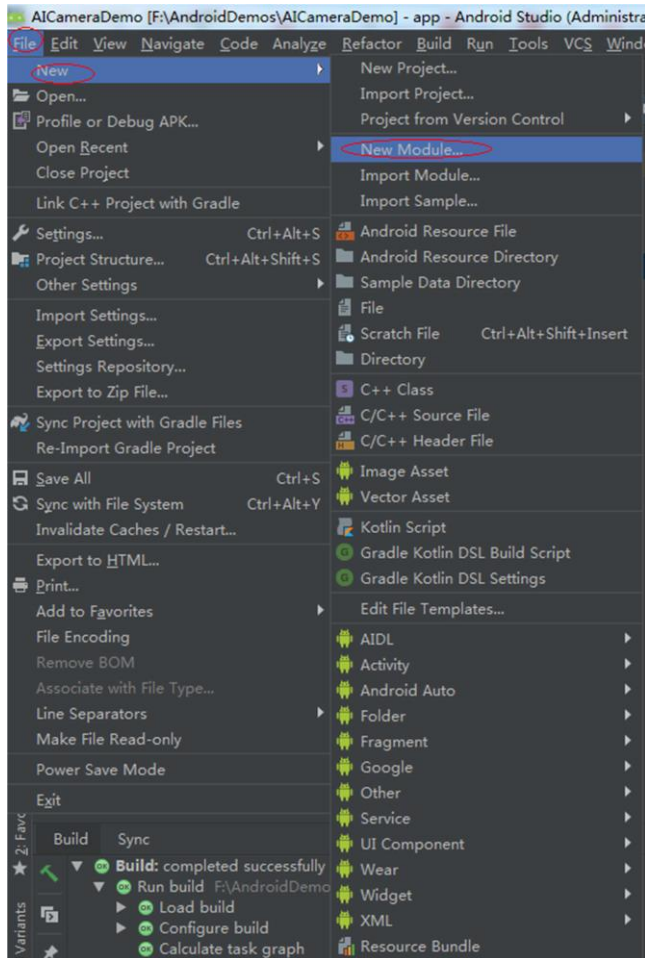 AICameraDemo [F:\AndroidDemos\AICameraDemo] - app - Android Studio (Administra
File Edit View Navigate Code Analyze Refactor Build Run Tools VCS Wind
New
Open...
Profile or Debug APK...
Open Recent
Close Project
Link C++ Project with Gradle
Settings... Ctrl+Alt+S
Project Structure... Ctrl+Alt+Shift+S
Other Settings
Import Settings...
Export Settings...
Settings Repository...
Export to Zip File...
Sync Project with Gradle Files
Re-Import Gradle Project
Save All Ctrl+S
Sync with File System Ctrl+Alt+Y
Invalidate Caches / Restart...
Export to HTML...
Print...
Add to Favorites
File Encoding
Remove BOM
Associate with File Type...
Line Separators
Make File Read-only
Power Save Mode
Exit
New Project...
Import Project...
Project from Version Control
New Module...
Import Module...
Import Sample...
Android Resource File
Android Resource Directory
Sample Data Directory
File
Scratch File Ctrl+Alt+Shift+Insert
Directory
S C++ Class
C/C++ Source File
C/C++ Header File
Image Asset
Vector Asset
Kotlin Script
G Gradle Kotlin DSL Build Script
G Gradle Kotlin DSL Settings
Edit File Templates...
AIDL
Activity
Android Auto
Folder
Fragment
Google
Other
Service
UI Component
Wear
Widget
XML
Resource Bundle
2: Favo
Variants
Build Sync
Build: completed successfully
Run build F:\AndroidDemo
Load build
Configure build
Calculate task graph